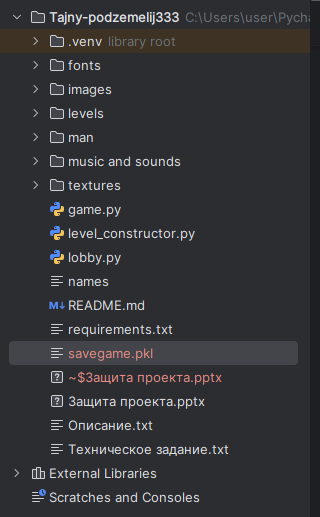 Tajny-podzemelij333 C:\Users\user\Pycha
.venv library root
fonts
images
levels
man
music and sounds
textures
game.py
level_constructor.py
lobby.py
names
M↓ README.md
requirements.txt
savegame.pkl
~$Защита проекта.pptx
Защита проекта.pptx
Описание.txt
Техническое задание.txt
External Libraries
Scratches and Consoles